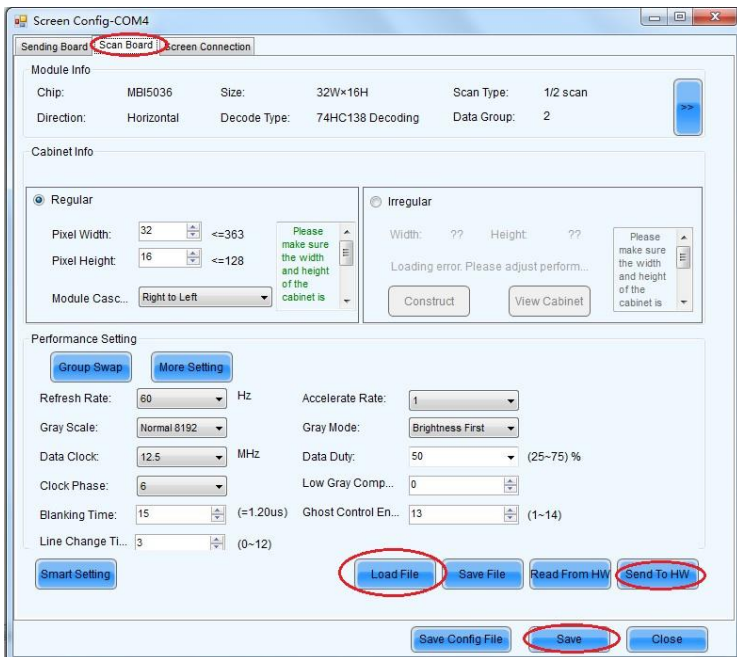 Screen Config-COM4
Sending Board Scan Board Screen Connection
Module Info
Chip: MBI5036 Size: 32W×16H Scan Type: 1/2 scan
Direction: Horizontal Decode Type: 74HC138 Decoding Data Group: 2
>>
Cabinet Info
Regular
Pixel Width: 32 <=363
Pixel Height: 16 <=128
Module Casc... Right to Left
Please
make sure
the width
and height
of the
cabinet is
Irregular
Width: ?? Height: ??
Loading error. Please adjust perform...
Construct View Cabinet
Please
make sure
the width
and height
of the
cabinet is
Performance Setting
Group Swap More Setting
Refresh Rate: 60 Hz Accelerate Rate: 1
Gray Scale: Normal 8192 Gray Mode: Brightness First
Data Clock: 12.5 MHz Data Duty: 50 (25~75) %
Clock Phase: 6 Low Gray Comp... 0
Blanking Time: 15 (=1.20us) Ghost Control En... 13 (1~14)
Line Change Ti... 3 (0~12)
Smart Setting Load File Save File Read From HW Send To HW
Save Config File Save Close